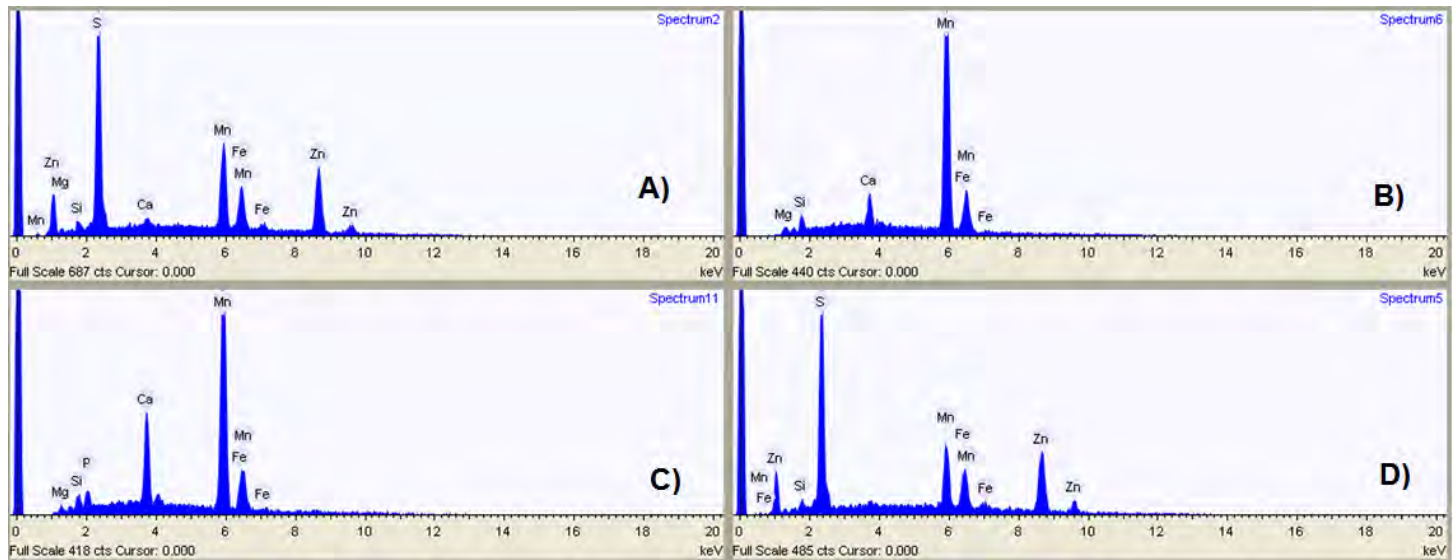 Spectrum2
S
Mn
Zn
Fe
Zn
Mg
Mn
Si
Ca
Fe
Zn
Mn
A)
0 2 4 6 8 10 12 14 16 18 20
Full Scale 687 cts Cursor: 0.000 keV
Spectrum6
Mn
Mn
Ca
Fe
Si
Mg
Fe
B)
0 2 4 6 8 10 12 14 16 18 20
Full Scale 440 cts Cursor: 0.000 keV
Spectrum11
Mn
Ca
Mn
P
Fe
Si
Mg
Fe
C)
0 2 4 6 8 10 12 14 16 18 20
Full Scale 418 cts Cursor: 0.000 keV
Spectrum5
S
Mn
Fe
Zn
Zn
Mn
Mn
Si
Fe
Zn
Fe
D)
0 2 4 6 8 10 12 14 16 18 20
Full Scale 485 cts Cursor: 0.000 keV